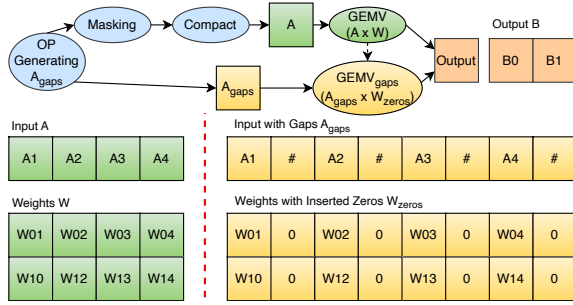 OP
Generating
Agaps
Masking
Compact
A
GEMV
(A x W)
Agaps
GEMVgaps
(Agaps x Wzeros)
Output
Output B
B0 B1
Input A
A1 A2 A3 A4
Weights W
W01 W02 W03 W04
W10 W12 W13 W14
Input with Gaps Agaps
A1 # A2 # A3 # A4 #
Weights with Inserted Zeros Wzeros
W01 0 W02 0 W03 0 W04 0
W10 0 W12 0 W13 0 W14 0